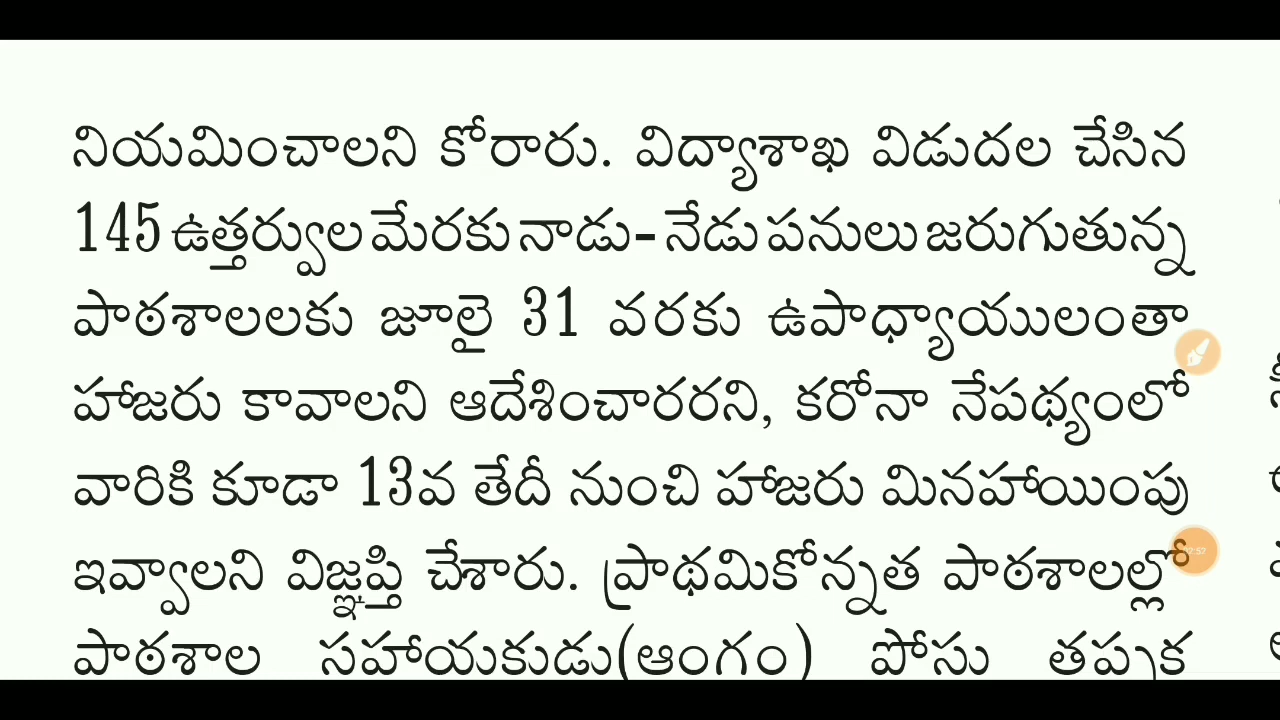 నియమించాలని కోరారు. విద్యాశాఖ విడుదల చేసిన
145 ఉత్తర్వుల మేరకు నాడు-నేడు పనులు జరుగుతున్న
పాఠశాలలకు జూలై 31 వరకు ఉపాధ్యాయులంతా
హాజరు కావాలని ఆదేశించారరని, కరోనా నేపథ్యంలో
వారికి కూడా 13వ తేదీ నుంచి హాజరు మినహాయింపు
ఇవ్వాలని విజ్ఞప్తి చేశారు. ప్రాథమికోన్నత పాఠశాలల్లో
పాఠశాల సహాయకుడు(ఆంగం) పోసు తప్పక